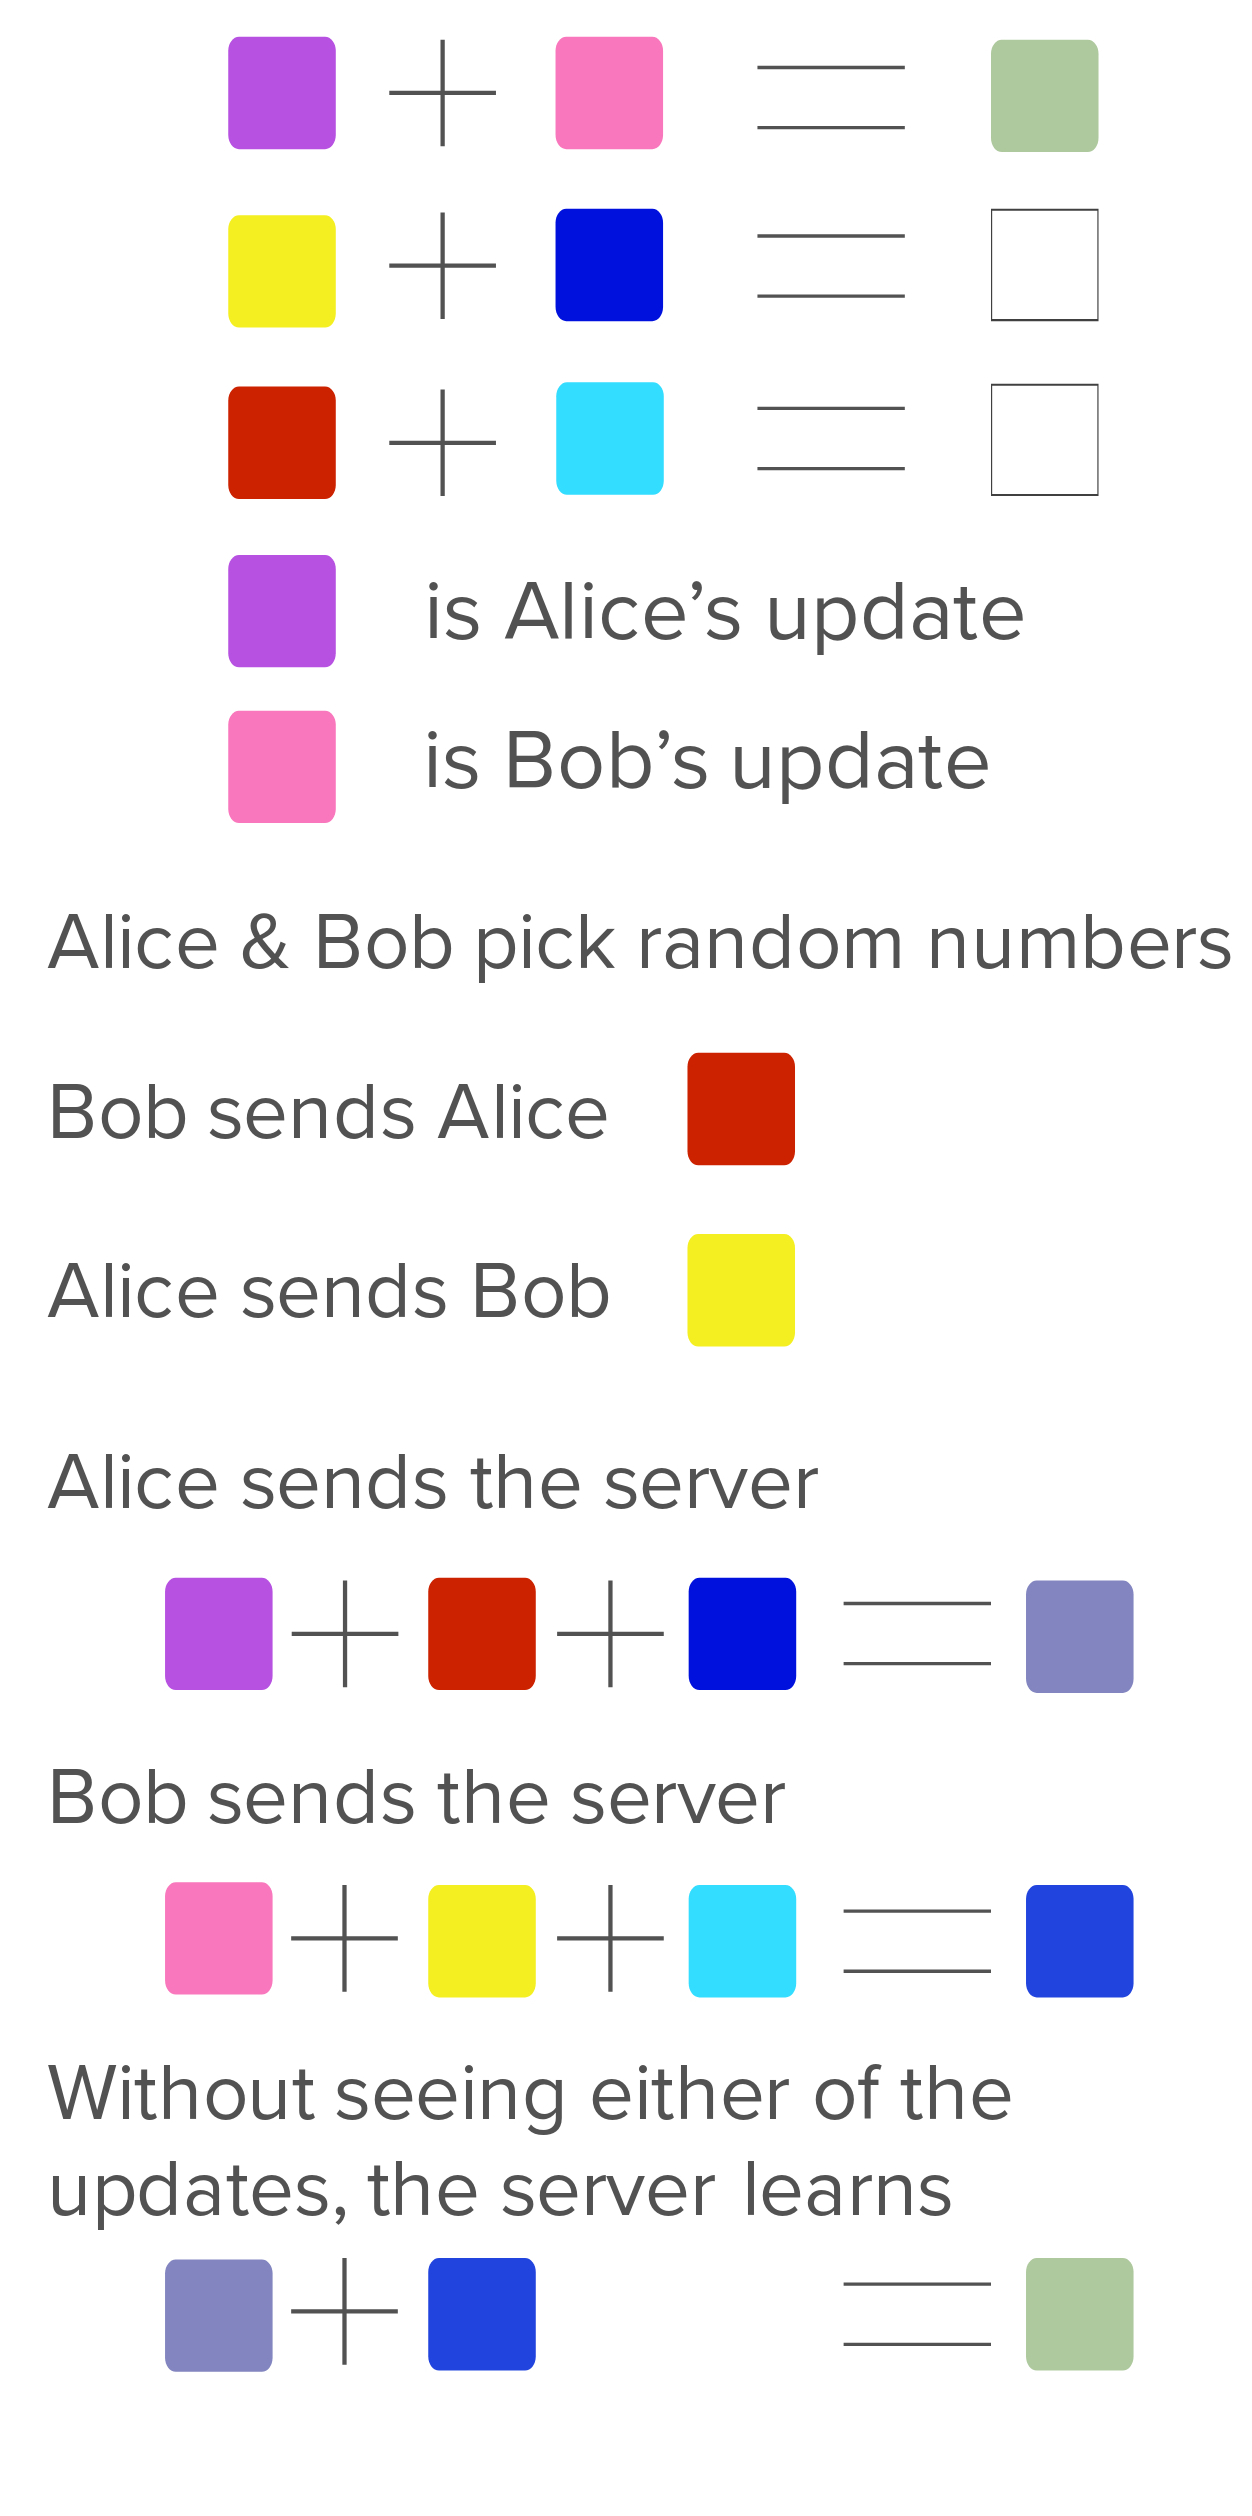 is Alice’s update
is Bob’s update
Alice & Bob pick random numbers
Bob sends Alice
Alice sends Bob
Alice sends the server
Bob sends the server
Without seeing either of the
updates, the server learns